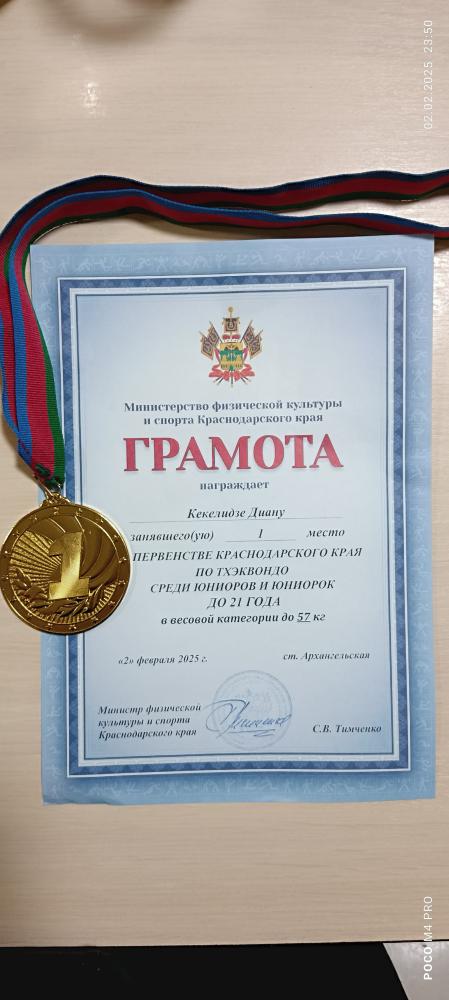 02.02.2025 23:50
Министерство физической культуры
и спорта Краснодарского края
ГРАМОТА
награждает
Кекелидзе Диану
занявшего(ую) 1 место
ПЕРВЕНСТВЕ КРАСНОДАРСКОГО КРАЯ
ПО ТХЭКВОНДО
СРЕДИ ЮНИОРОВ И ЮНИОРОК
ДО 21 ГОДА
в весовой категории до 57 кг
1
«2» февраля 2025 г. ст. Архангельская
Министр физической
культуры и спорта
Краснодарского края С.В. Тимченко
POCO M4 PRO